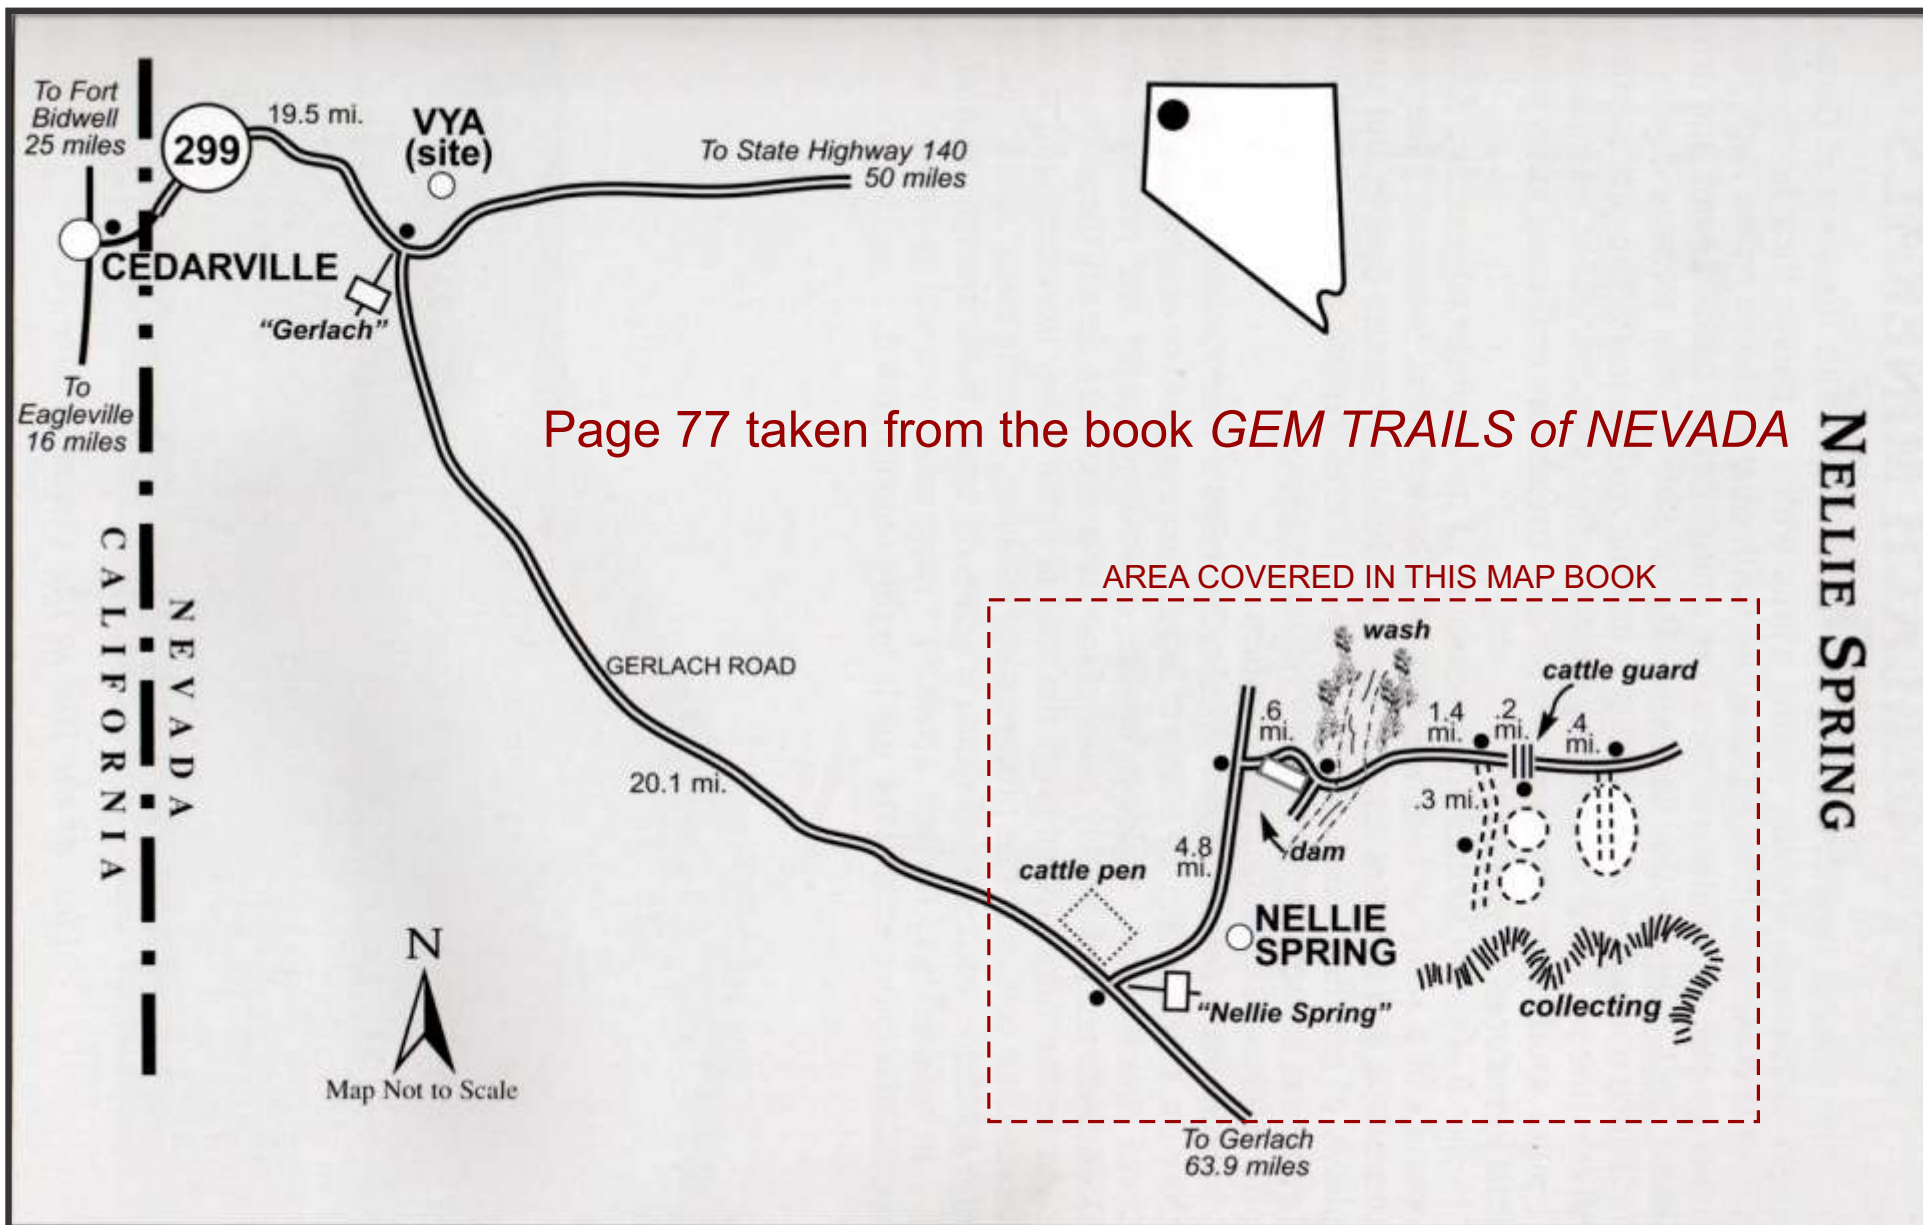 To Fort
Bidwell
25 miles
299
19.5 mi.
VYA
(site)
To State Highway 140
50 miles
CEDARVILLE
“Gerlach”
To
Eagleville
16 miles
Page 77 taken from the book GEM TRAILS of NEVADA
NELLIE SPRING
CALIFORNIA
NEVADA
GERLACH ROAD
20.1 mi.
AREA COVERED IN THIS MAP BOOK
wash
cattle guard
.6
mi.
1.4
mi.
.2
mi.
.4
mi.
.3 mi.
dam
4.8
mi.
cattle pen
NELLIE
SPRING
“Nellie Spring”
collecting
N
Map Not to Scale
To Gerlach
63.9 miles